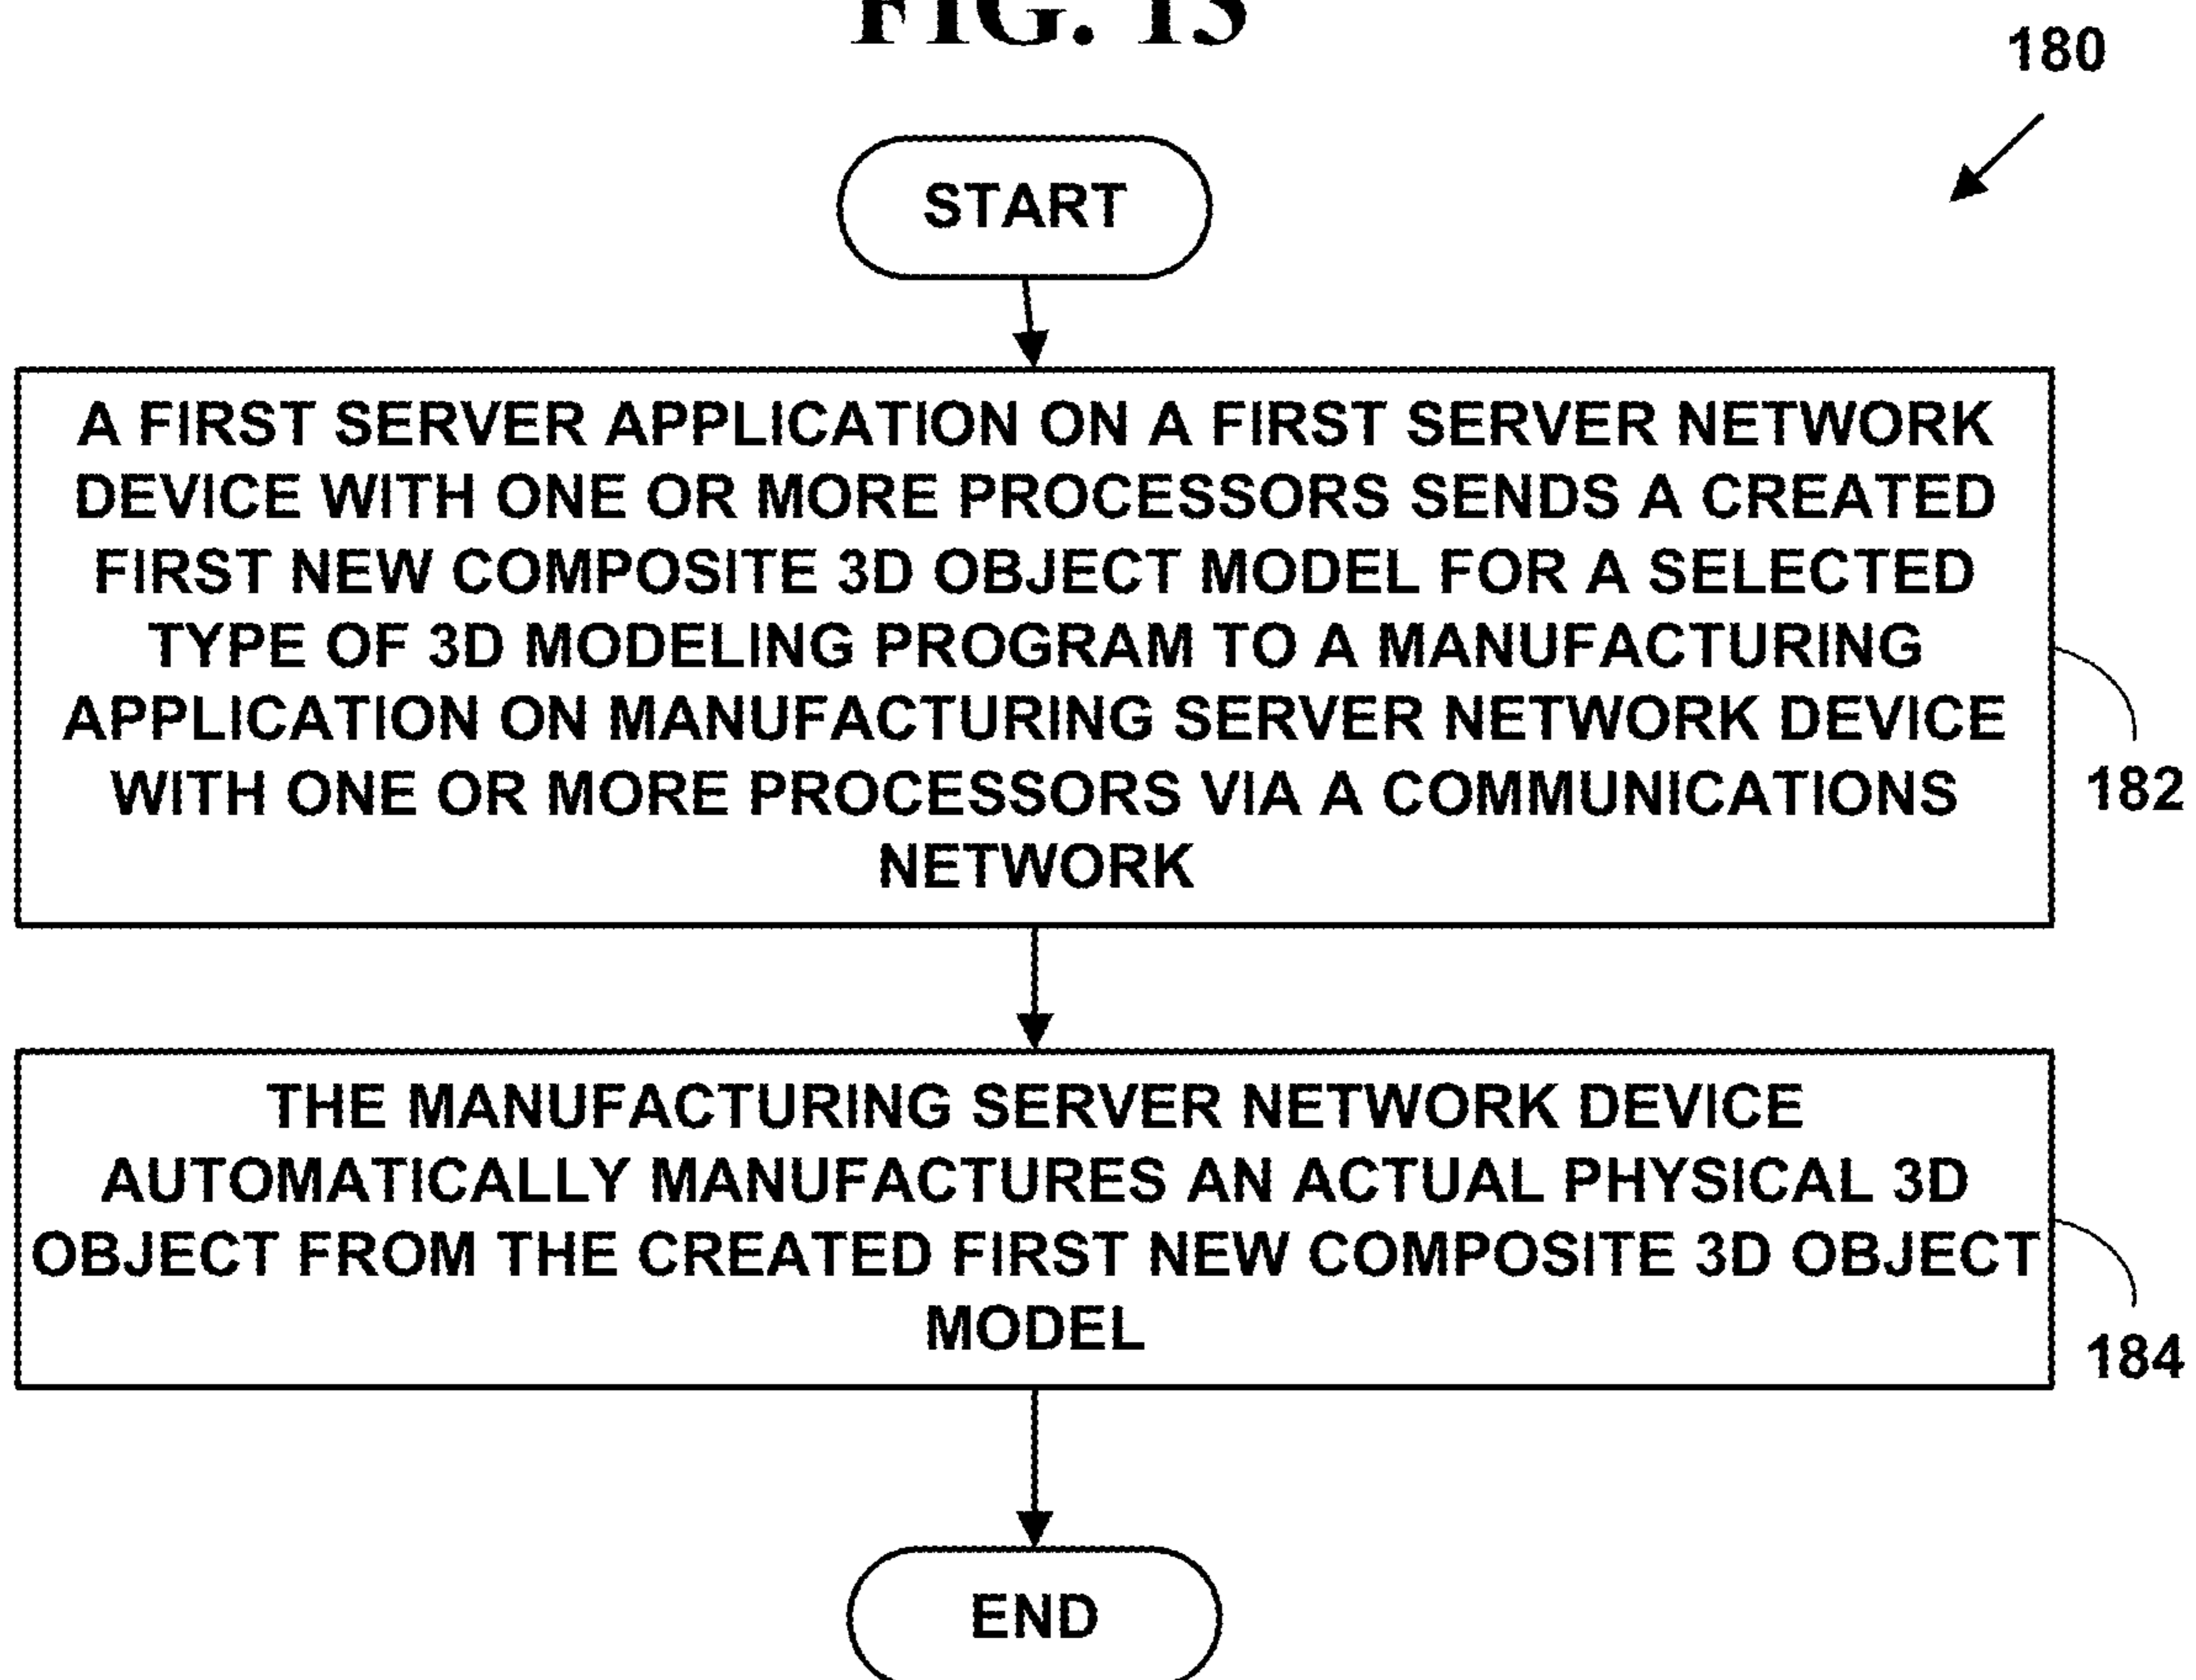 FIG.
180
START
A FIRST SERVER APPLICATION ON A FIRST SERVER NETWORK
DEVICE WITH ONE OR MORE PROCESSORS SENDS A CREATED
FIRST NEW COMPOSITE 3D OBJECT MODEL FOR A SELECTED
TYPE OF 3D MODELING PROGRAM TO A MANUFACTURING
APPLICATION ON MANUFACTURING SERVER NETWORK DEVICE
WITH ONE OR MORE PROCESSORS VIA A COMMUNICATIONS
NETWORK
182
THE MANUFACTURING SERVER NETWORK DEVICE
AUTOMATICALLY MANUFACTURES AN ACTUAL PHYSICAL 3D
OBJECT FROM THE CREATED FIRST NEW COMPOSITE 3D OBJECT
MODEL
184
END